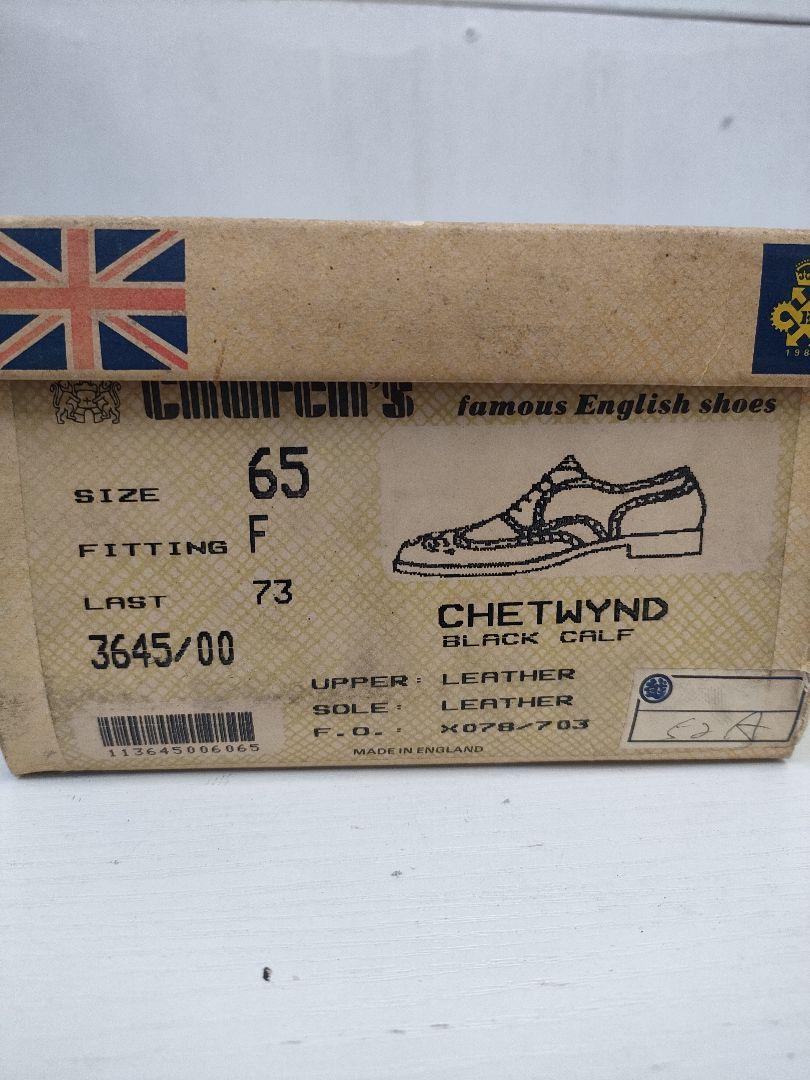 198
Church's famous English shoes
SIZE 65
FITTING F
LAST 73
3645/00
CHETWYND
BLACK CALF
UPPER: LEATHER
SOLE: LEATHER
F.O.: X078/703
MADE IN ENGLAND
113645006065